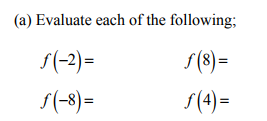 (a) Evaluate each of the following;
f(−2)= f(8)=
f(−8)= f(4)=